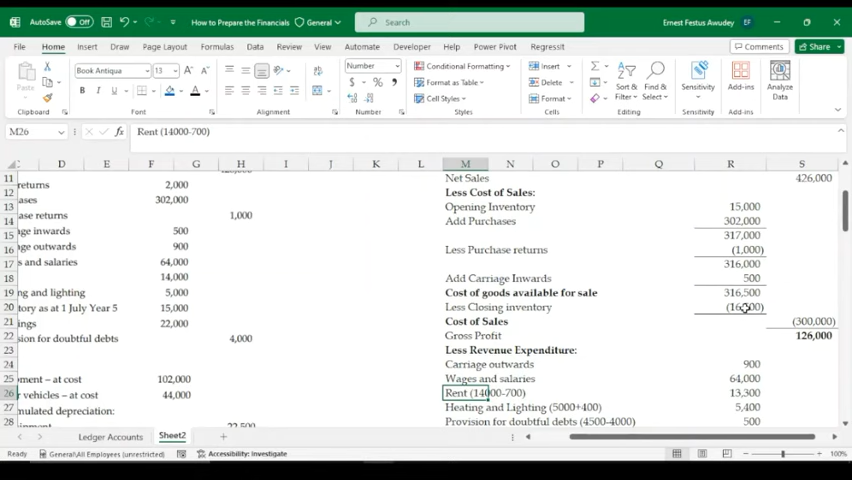 AutoSave Off How to Prepare the Financials General Search Ernest Festus Awudey EF
File Home Insert Draw Page Layout Formulas Data Review View Automate Developer Help Power Pivot RegressIt Comments Share
Paste Book Antiqua 13 Number Conditional Formatting Format as Table Cell Styles Insert Delete Format Sort & Filter Find & Select Sensitivity Add-ins Analyze Data
Clipboard Font Alignment Number Styles Cells Editing Sensitivity Add-ins
M26 fx Rent (14000-700)
C D E F G H I J K L M N O P Q R S
11 Net Sales 426,000
12 returns 2,000 Less Cost of Sales:
13 ases 302,000 Opening Inventory 15,000
14 ase returns 1,000 Add Purchases 302,000
15 ge inwards 500 317,000
16 ge outwards 900 Less Purchase returns (1,000)
17 s and salaries 64,000 316,000
18 14,000 Add Carriage Inwards 500
19 ng and lighting 5,000 Cost of goods available for sale 316,500
20 tory as at 1 July Year 5 15,000 Less Closing inventory
21 ings 22,000 Cost of Sales (300,000)
22 sion for doubtful debts 4,000 Gross Profit 126,000
23 Less Revenue Expenditure:
24 Carriage outwards 900
25 ment – at cost 102,000 Wages and salaries 64,000
26 r vehicles – at cost 44,000 Rent (14000-700) 13,300
27 mulated depreciation: Heating and Lighting (5000+400) 5,400
28 22,500 Provision for doubtful debts (4500-4000) 500
Ledger Accounts Sheet2
Ready General\All Employees (unrestricted) Accessibility: Investigate 100%